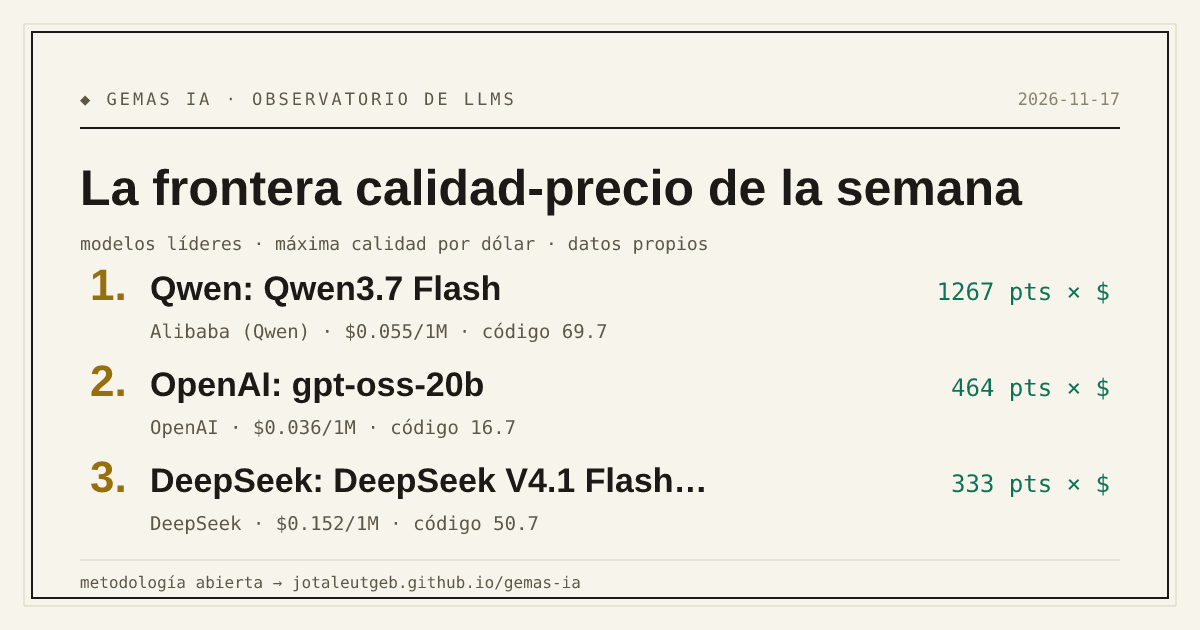 ◆ GEMAS IA · OBSERVATORIO DE LLMS
2026-11-17
La frontera calidad-precio de la semana
modelos líderes · máxima calidad por dólar · datos propios
1. Qwen: Qwen3.7 Flash
1267 pts × $
Alibaba (Qwen) · $0.055/1M · código 69.7
2. OpenAI: gpt-oss-20b
464 pts × $
OpenAI · $0.036/1M · código 16.7
3. DeepSeek: DeepSeek V4.1 Flash…
333 pts × $
DeepSeek · $0.152/1M · código 50.7
metodología abierta → jotaleutgeb.github.io/gemas-ia